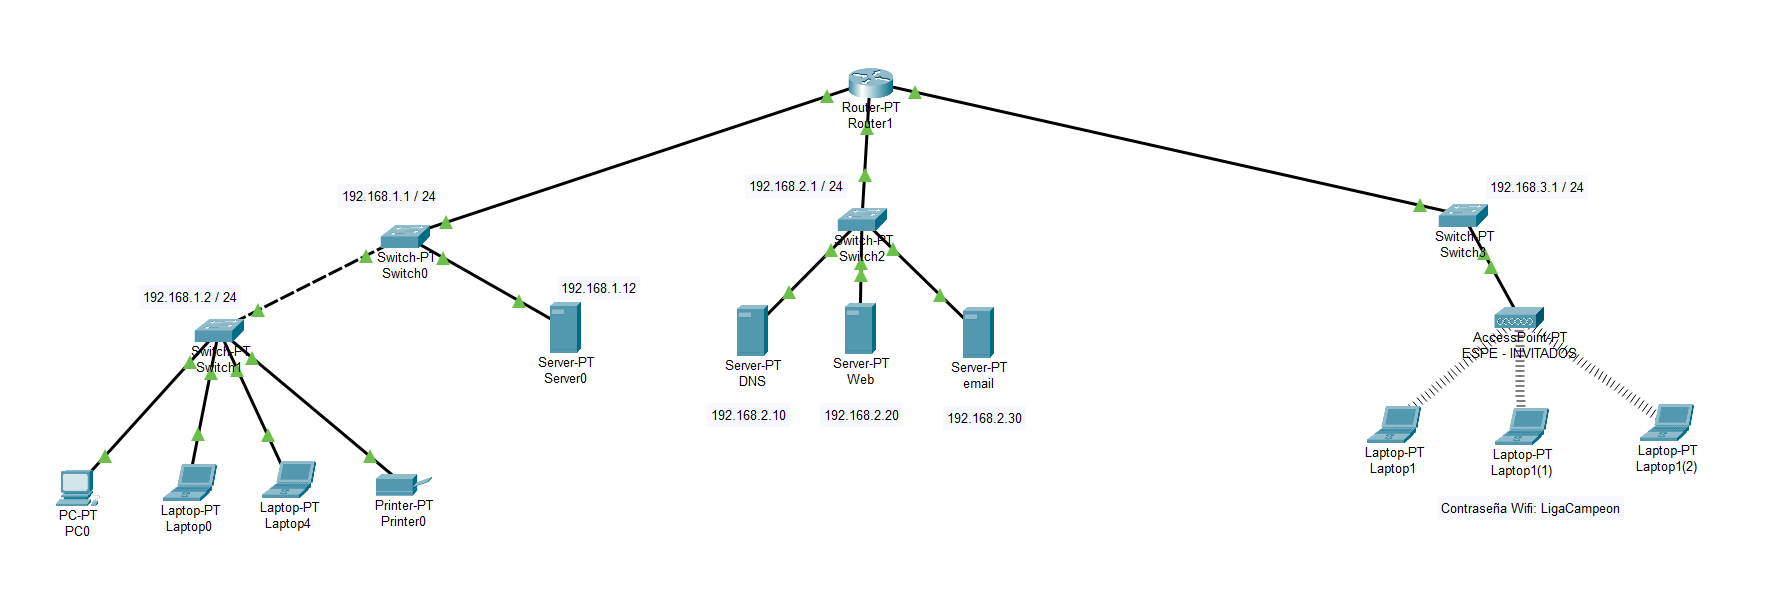 Router-PT
Router1
192.168.1.1 / 24
192.168.2.1 / 24
192.168.3.1 / 24
Switch-PT
Switch0
Switch-PT
Switch2
Switch-PT
Switch3
192.168.1.2 / 24
192.168.1.12
Switch-PT
Switch1
Server-PT
Server0
Server-PT
DNS
Server-PT
Web
Server-PT
email
AccessPoint-PT
ESPE - INVITADOS
192.168.2.10
192.168.2.20
192.168.2.30
PC-PT
PC0
Laptop-PT
Laptop0
Laptop-PT
Laptop4
Printer-PT
Printer0
Laptop-PT
Laptop1
Laptop-PT
Laptop1(1)
Laptop-PT
Laptop1(2)
Contraseña Wifi: LigaCampeon